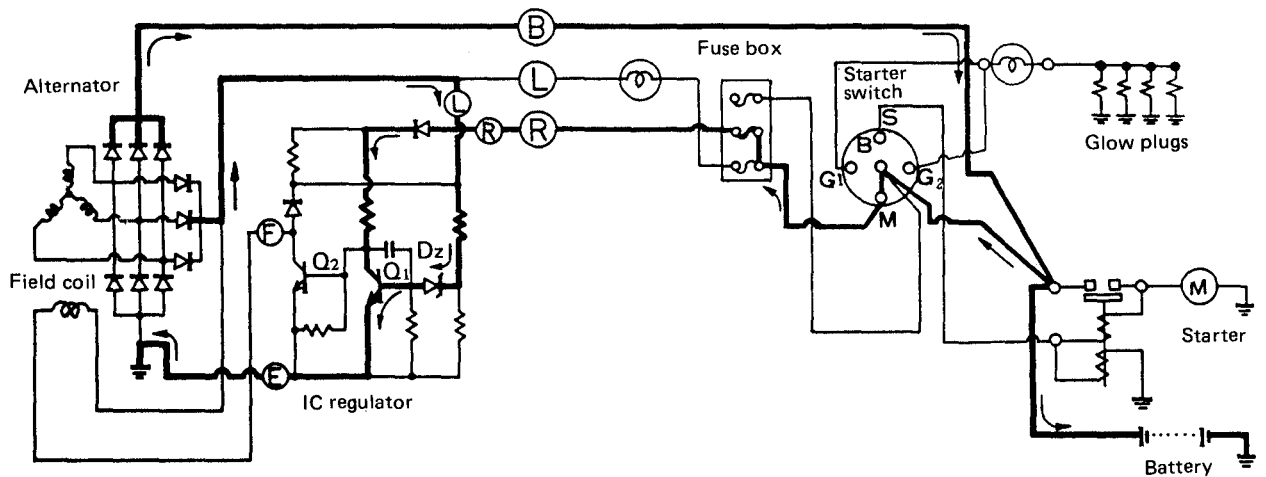 B
Fuse box
Alternator
L
Starter
switch
L
R
R
S
B
Glow plugs
G1
G2
M
F
Q2
Dz
Q1
Field coil
M
Starter
E
IC regulator
Battery